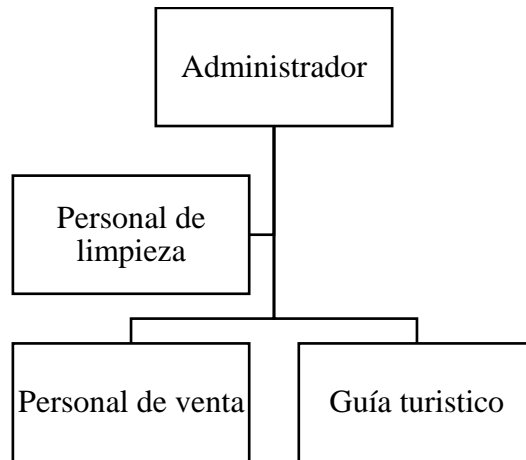 Administrador
Personal de
limpieza
Personal de venta
Guía turistico